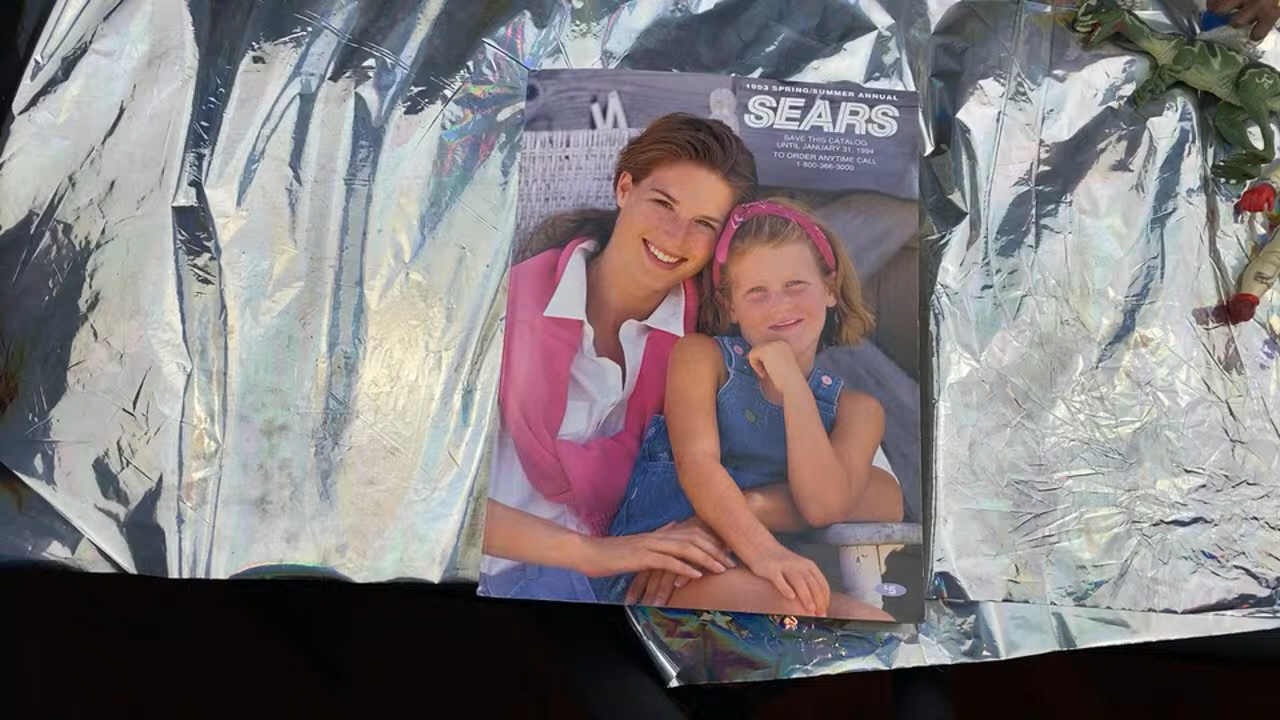 1993 SPRING/SUMMER ANNUAL
SEARS
SAVE THIS CATALOG
UNTIL JANUARY 31, 1994
TO ORDER ANYTIME CALL
1-800-366-3000
$5